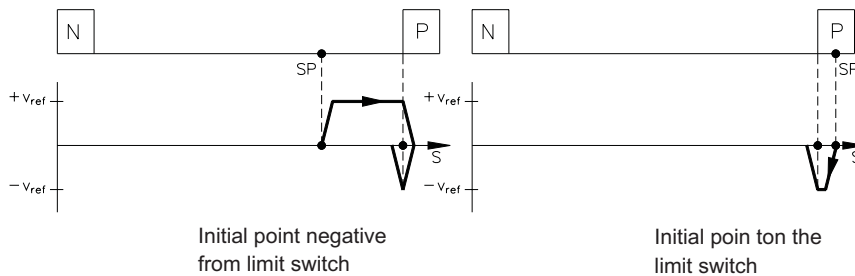 N
P
SP
+ v ref
S
– v ref
Initial point negative
from limit switch
N
P
SP
+ v ref
S
– v ref
Initial poin ton the
limit switch